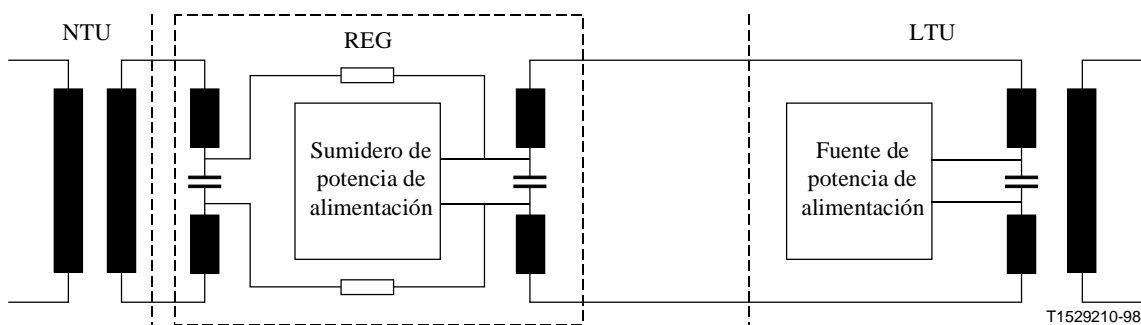 NTU
REG
LTU
Sumidero de
potencia de
alimentación
Fuente de
potencia de
alimentación
T1529210-98